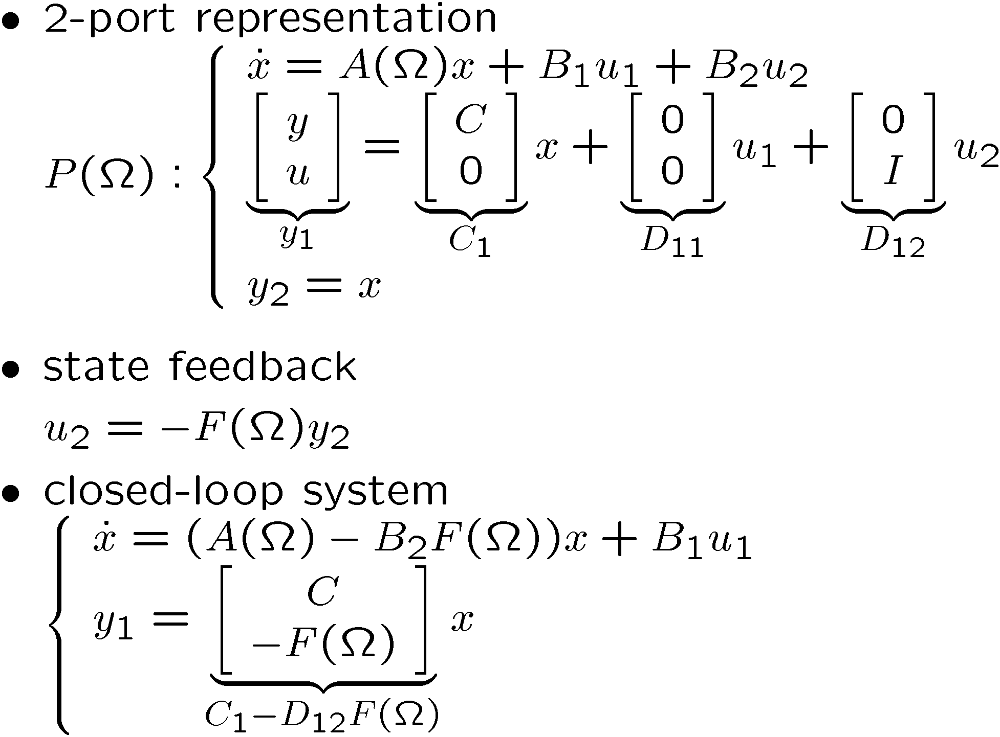 • 2-port representation
P(Ω) : { ẋ = A(Ω)x + B₁u₁ + B₂u₂
[ y ; u ] = [ C ; 0 ] x + [ 0 ; 0 ] u₁ + [ 0 ; I ] u₂
y₁ C₁ D₁₁ D₁₂
y₂ = x
• state feedback
u₂ = −F(Ω)y₂
• closed-loop system
{ ẋ = (A(Ω) − B₂F(Ω))x + B₁u₁
y₁ = [ C ; −F(Ω) ] x
C₁−D₁₂F(Ω)